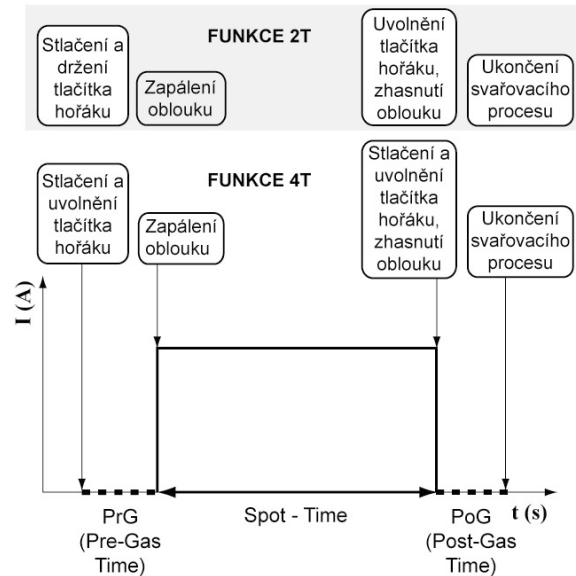 FUNKCE 2T
Stlačení a
držení
tlačítka
hořáku
Zapálení
oblouku
Uvolnění
tlačítka
hořáku,
zhasnutí
oblouku
Ukončení
svařovacího
procesu
FUNKCE 4T
Stlačení a
uvolnění
tlačítka
hořáku
Zapálení
oblouku
Stlačení a
uvolnění
tlačítka
hořáku,
zhasnutí
oblouku
Ukončení
svařovacího
procesu
I (A)
PrG
(Pre-Gas
Time)
Spot - Time
PoG
(Post-Gas
Time)
t (s)